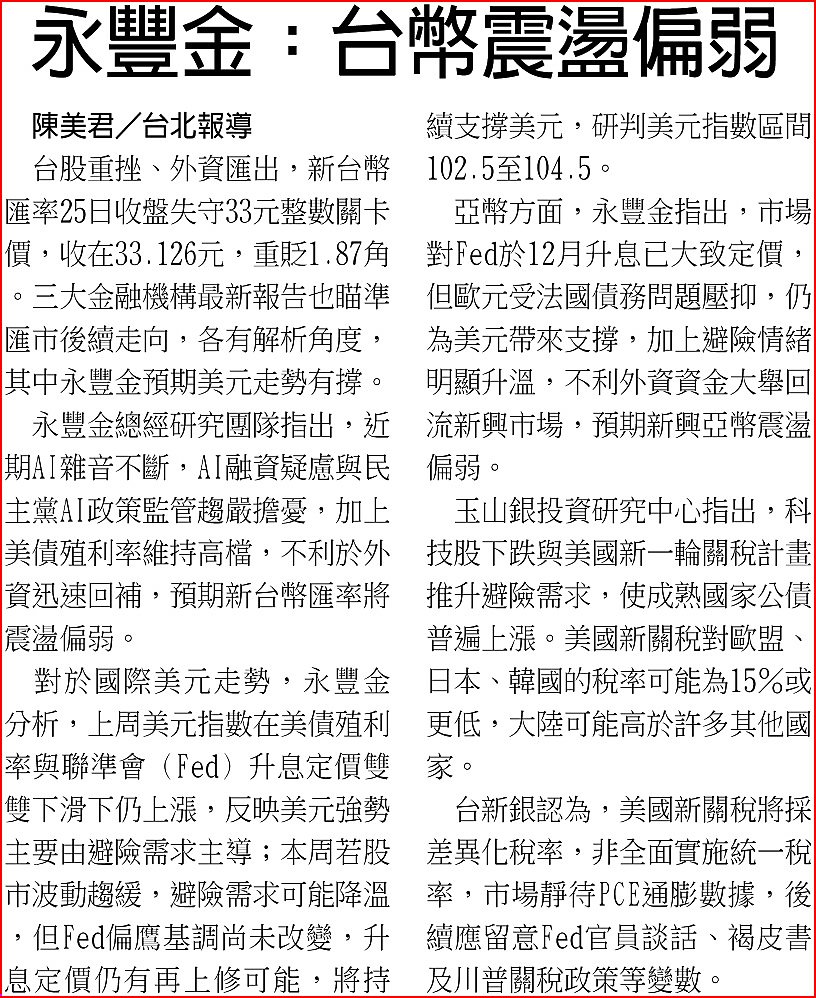 永豐金：台幣震盪偏弱
陳美君／台北報導
台股重挫、外資匯出，新台幣
匯率25日收盤失守33元整數關卡
價，收在33.126元，重貶1.87角
。三大金融機構最新報告也瞄準
匯市後續走向，各有解析角度，
其中永豐金預期美元走勢有撐。
永豐金總經研究團隊指出，近
期AI雜音不斷，AI融資疑慮與民
主黨AI政策監管趨嚴擔憂，加上
美債殖利率維持高檔，不利於外
資迅速回補，預期新台幣匯率將
震盪偏弱。
對於國際美元走勢，永豐金
分析，上周美元指數在美債殖利
率與聯準會（Fed）升息定價雙
雙下滑下仍上漲，反映美元強勢
主要由避險需求主導；本周若股
市波動趨緩，避險需求可能降溫
，但Fed偏鷹基調尚未改變，升
息定價仍有再上修可能，將持
續支撐美元，研判美元指數區間
102.5至104.5。
亞幣方面，永豐金指出，市場
對Fed於12月升息已大致定價，
但歐元受法國債務問題壓抑，仍
為美元帶來支撐，加上避險情緒
明顯升溫，不利外資資金大舉回
流新興市場，預期新興亞幣震盪
偏弱。
玉山銀投資研究中心指出，科
技股下跌與美國新一輪關稅計畫
推升避險需求，使成熟國家公債
普遍上漲。美國新關稅對歐盟、
日本、韓國的稅率可能為15%或
更低，大陸可能高於許多其他國
家。
台新銀認為，美國新關稅將採
差異化稅率，非全面實施統一稅
率，市場靜待PCE通膨數據，後
續應留意Fed官員談話、褐皮書
及川普關稅政策等變數。